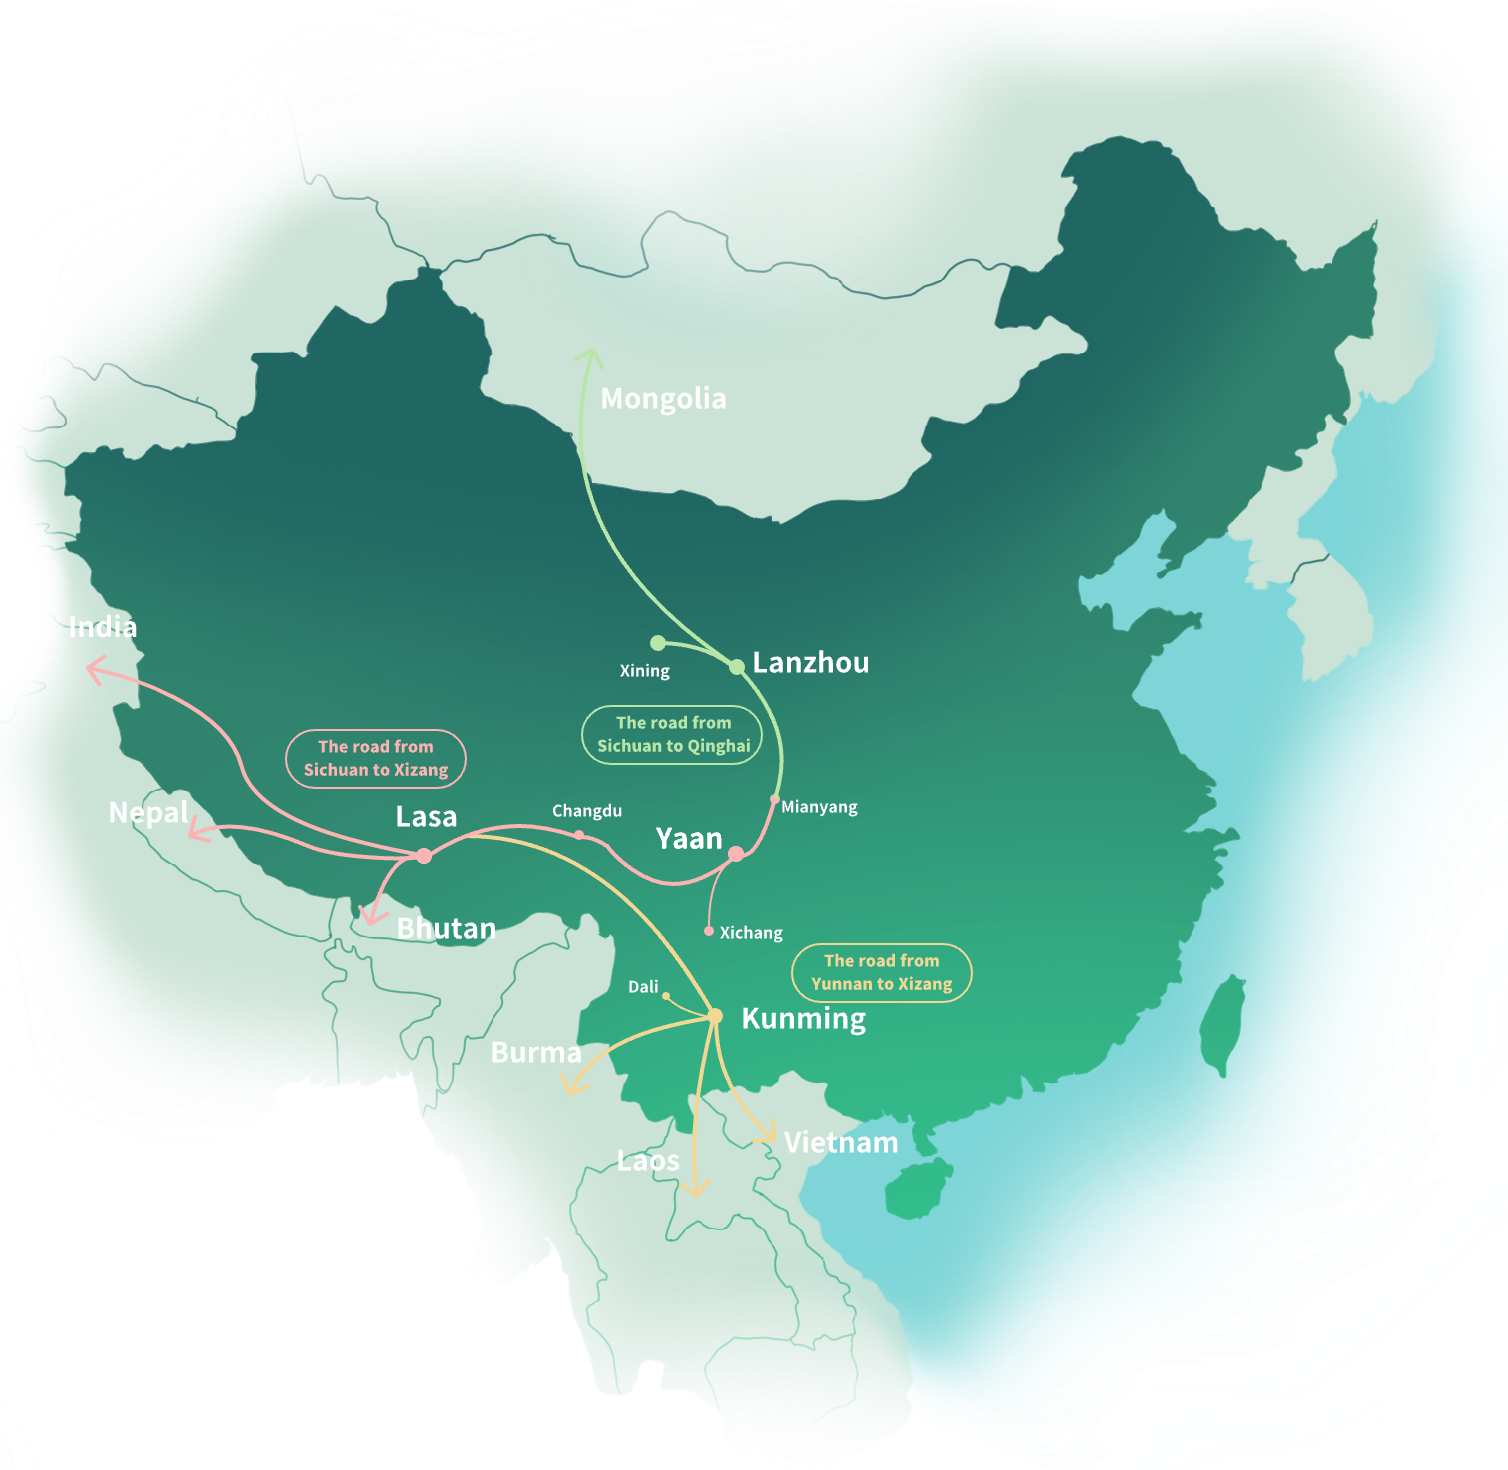 Mongolia
India
Xining
Lanzhou
The road from
Sichuan to Qinghai
The road from
Sichuan to Xizang
Nepal
Lasa
Changdu
Mianyang
Yaan
Bhutan
Xichang
The road from
Yunnan to Xizang
Dali
Kunming
Burma
Vietnam
Laos